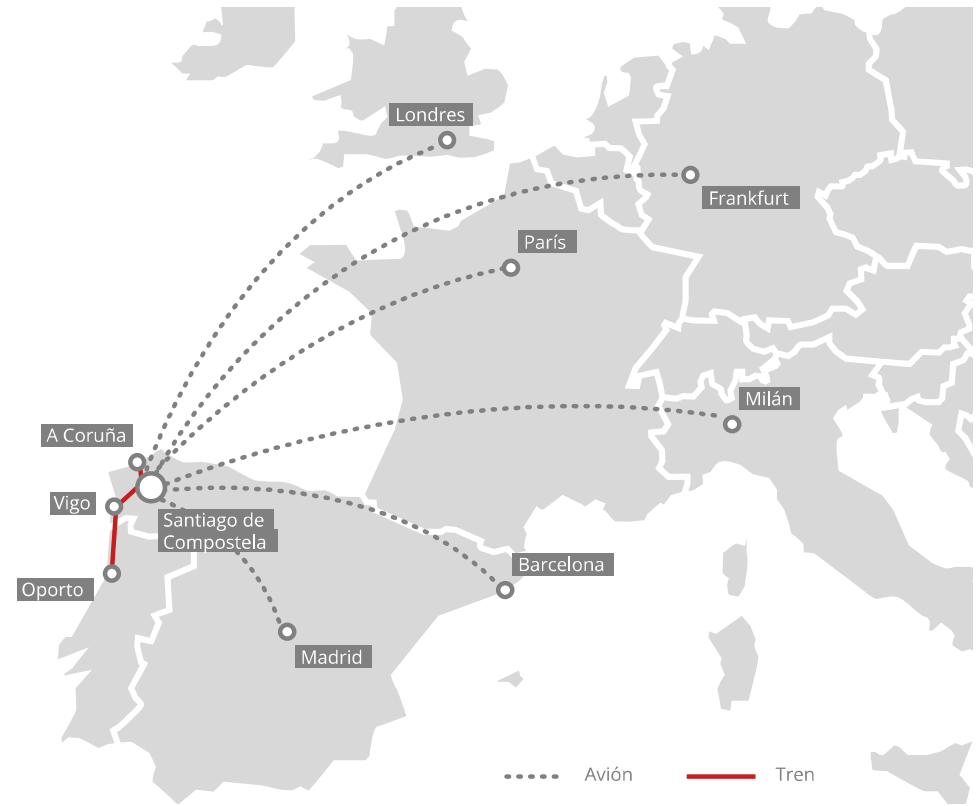 Londres
Frankfurt
París
Milán
A Coruña
Vigo
Santiago de
Compostela
Barcelona
Oporto
Madrid
Avión
Tren